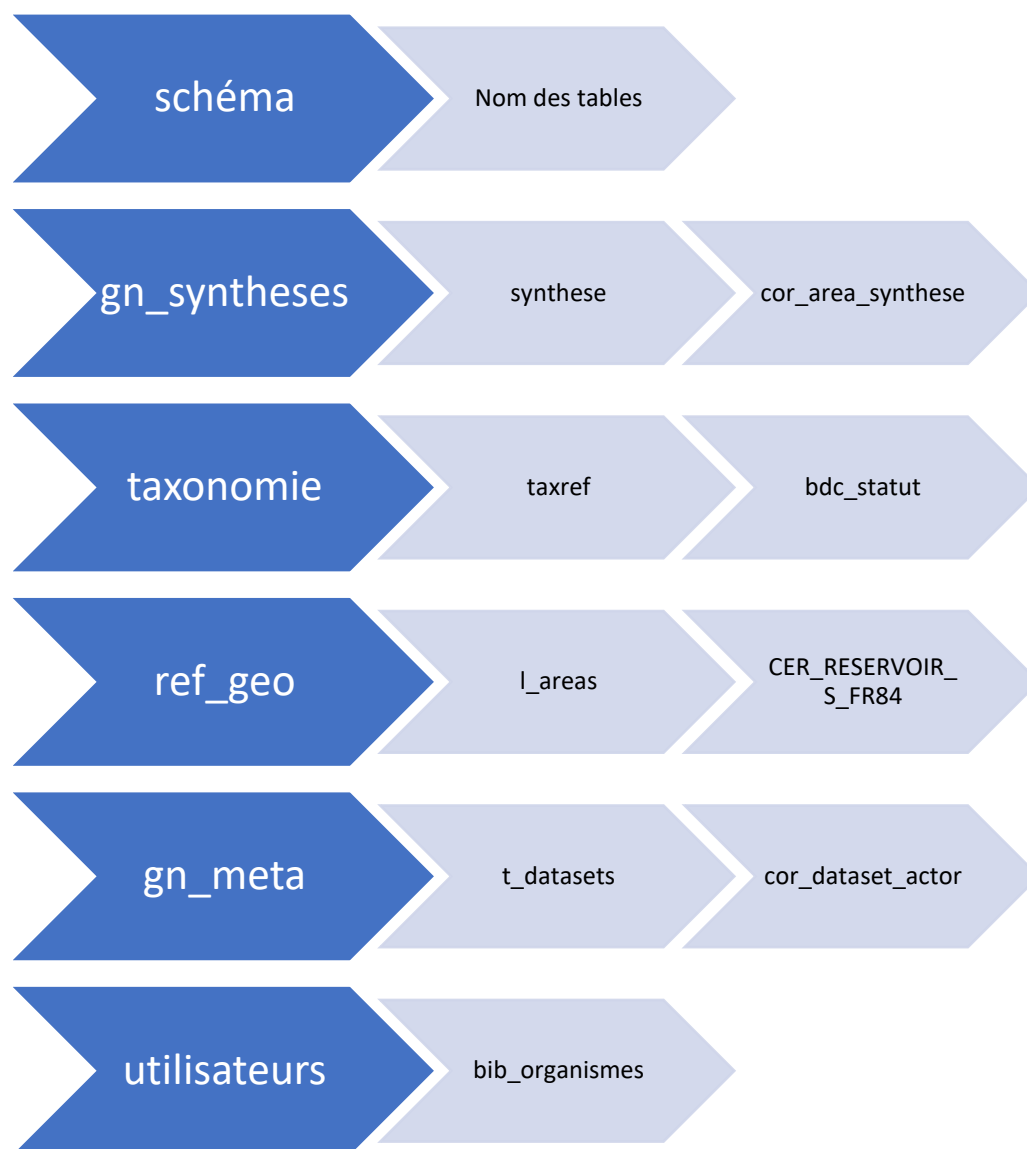 schéma
Nom des tables
gn_syntheses
synthese
cor_area_synthese
taxonomie
taxref
bdc_statut
ref_geo
l_areas
CER_RESERVOIR_
S_FR84
gn_meta
t_datasets
cor_dataset_actor
utilisateurs
bib_organismes